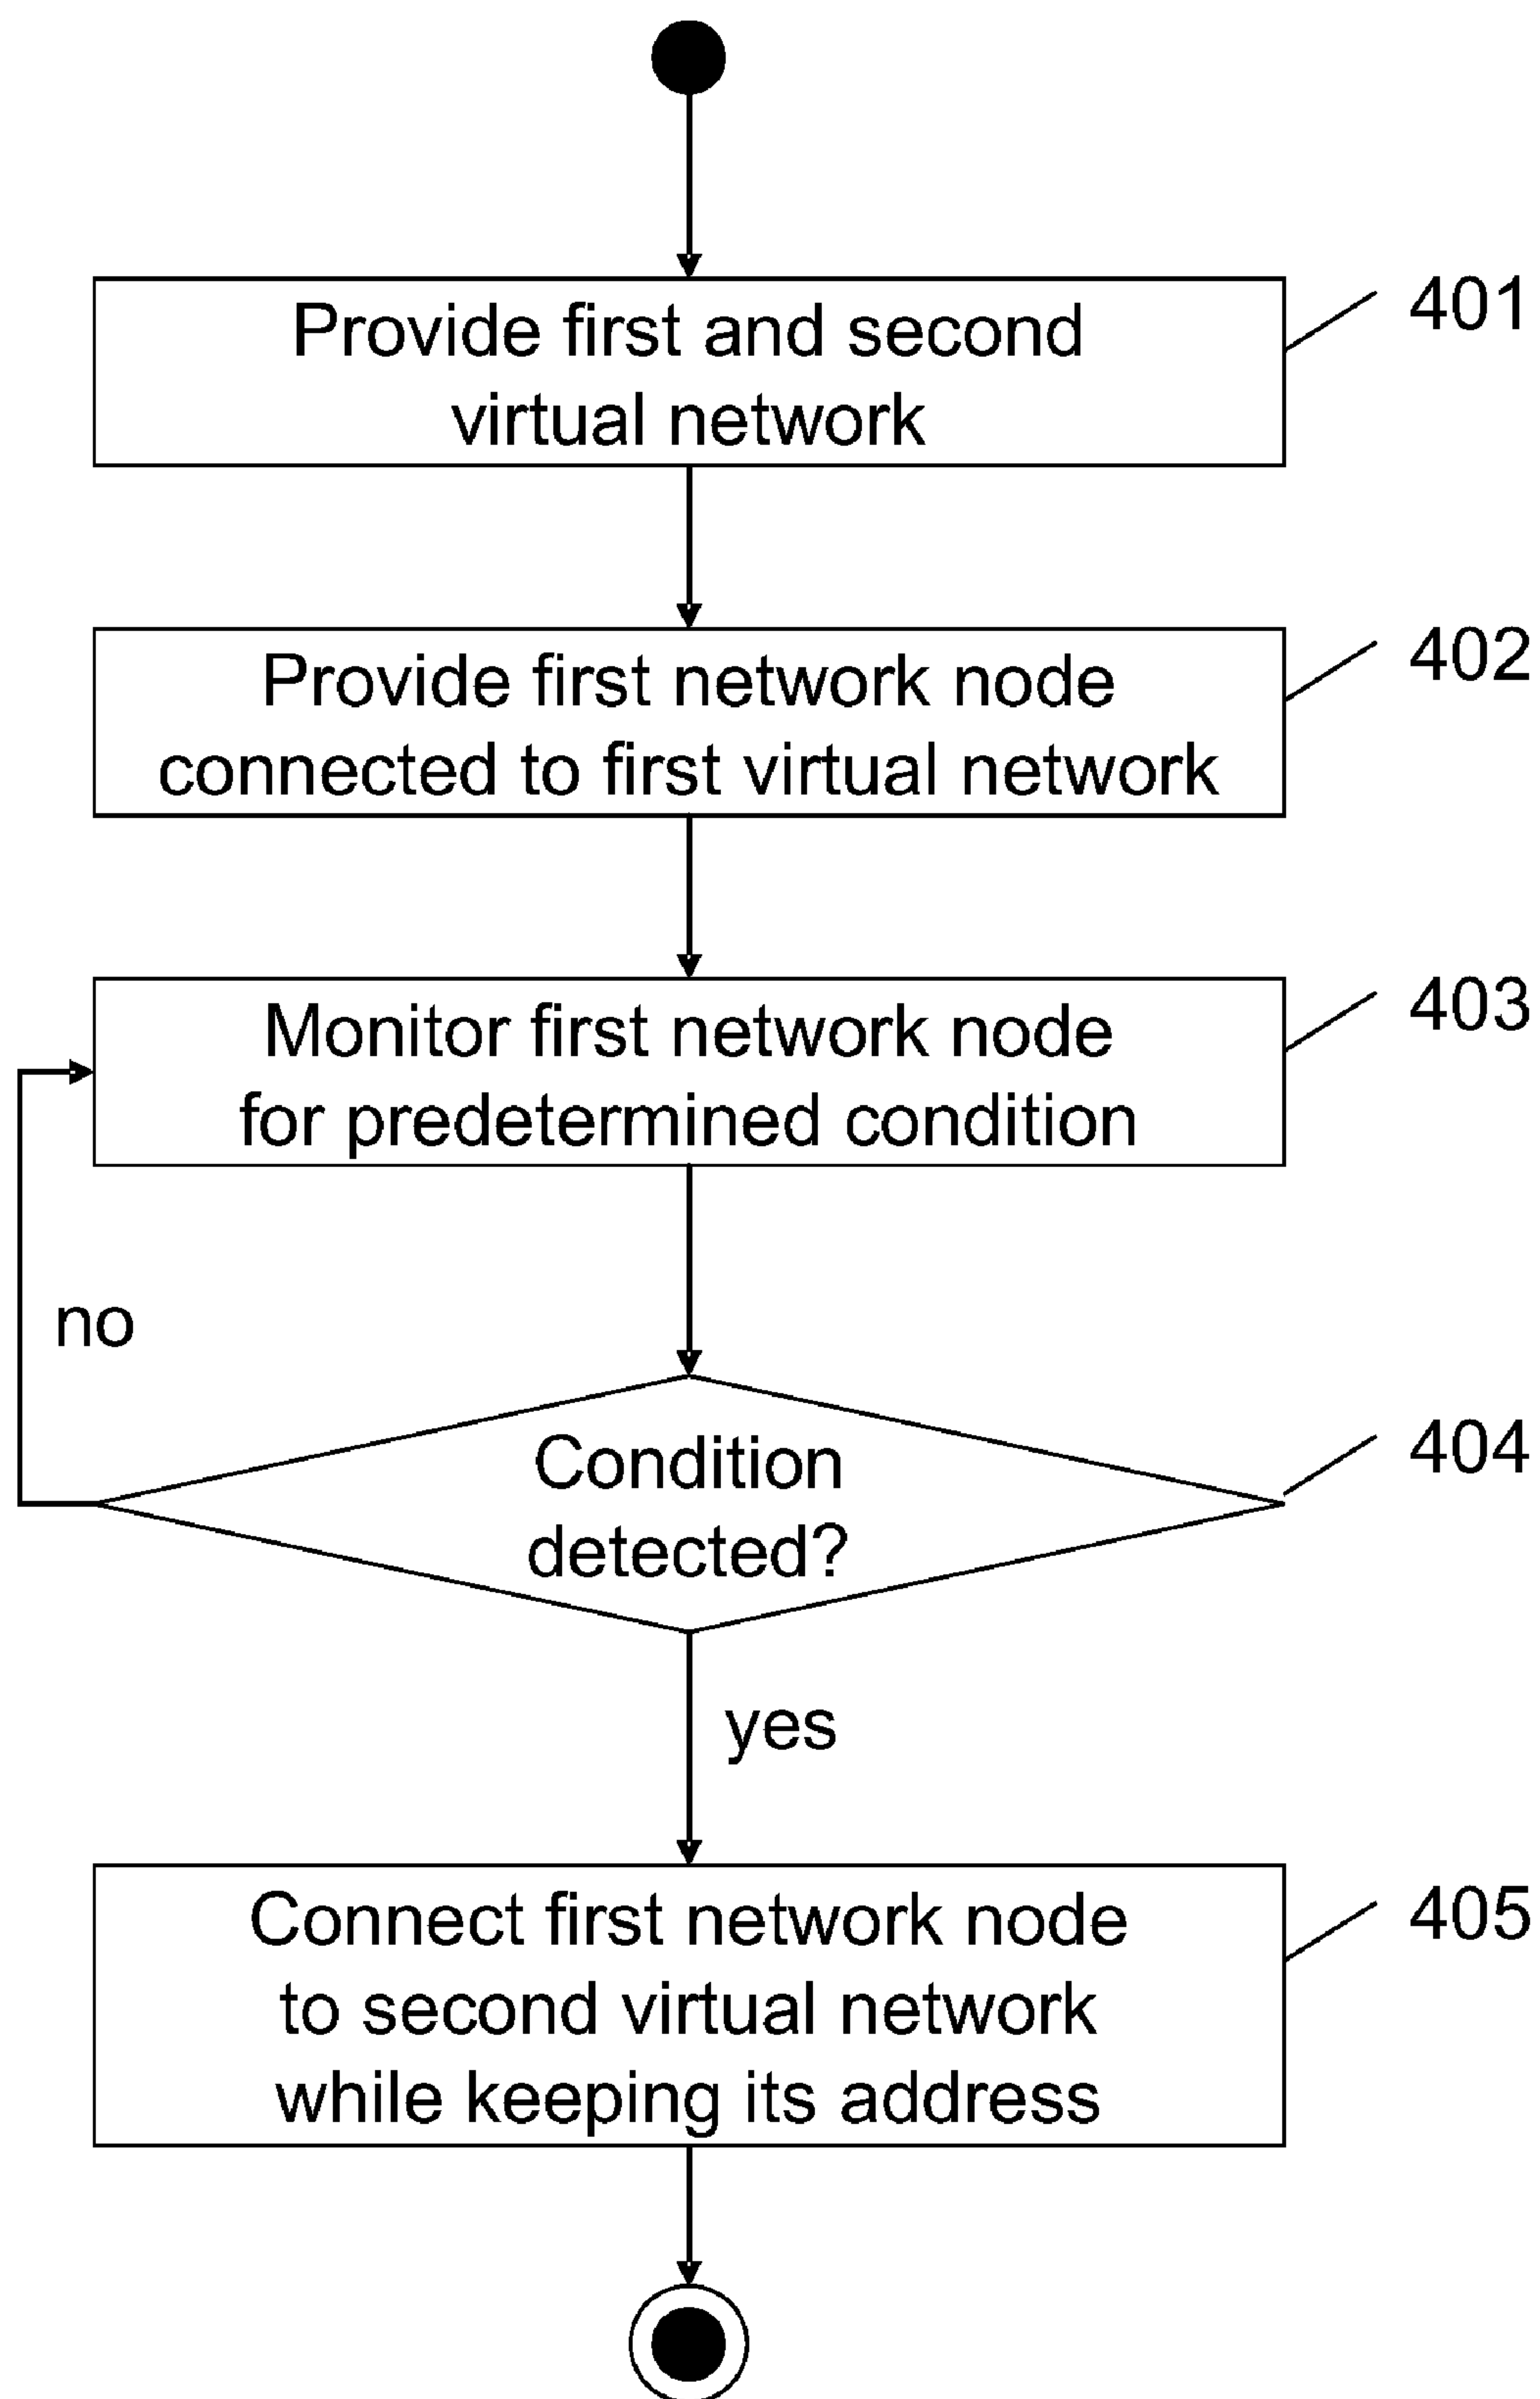 Provide first and second
virtual network
401
Provide first network node
connected to first virtual network
402
Monitor first network node
for predetermined condition
403
no
Condition
detected?
404
yes
Connect first network node
to second virtual network
while keeping its address
405